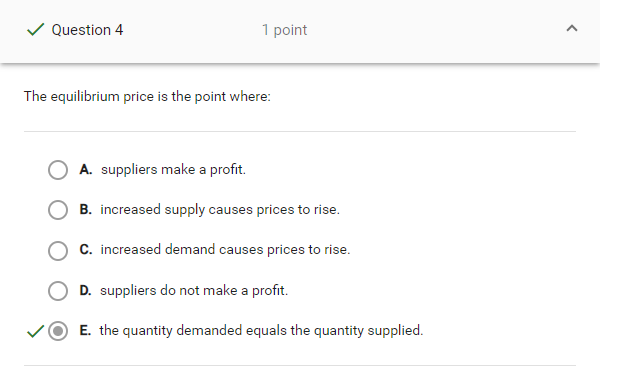 Question 4 1 point
The equilibrium price is the point where:
A. suppliers make a profit.
B. increased supply causes prices to rise.
C. increased demand causes prices to rise.
D. suppliers do not make a profit.
E. the quantity demanded equals the quantity supplied.